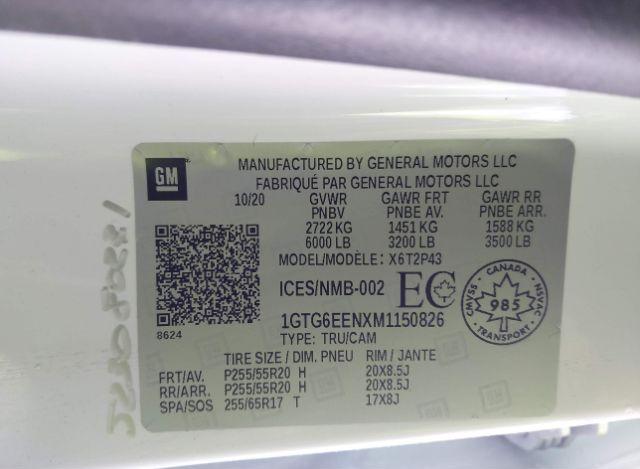 GM
MANUFACTURED BY GENERAL MOTORS LLC
FABRIQUÉ PAR GENERAL MOTORS LLC
10/20 GVWR GAWR FRT GAWR RR
PNBV PNBE AV. PNBE ARR.
2722 KG 1451 KG 1588 KG
6000 LB 3200 LB 3500 LB
MODEL/MODÈLE: X6T2P43
ICES/NMB-002 EC
CANADA
CMVSS 985 NSVAC
TRANSPORT
1GTG6EENXM1150826
8624
TYPE: TRU/CAM
TIRE SIZE / DIM. PNEU RIM / JANTE
FRT/AV. P255/55R20 H 20X8.5J
RR/ARR. P255/55R20 H 20X8.5J
SPA/SOS 255/65R17 T 17X8J